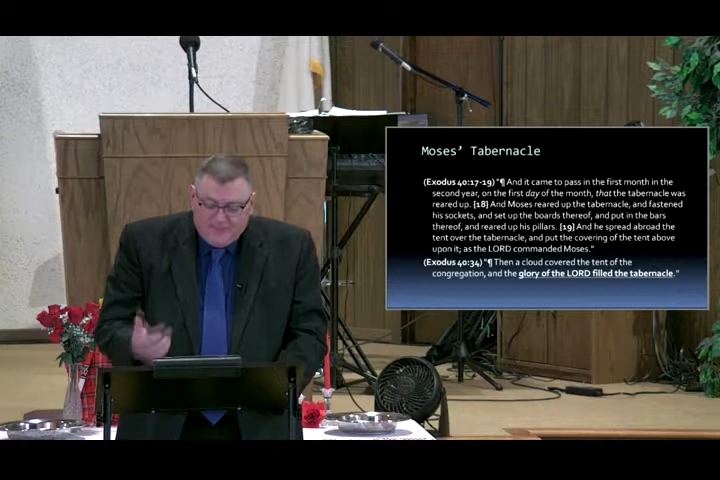 Moses’ Tabernacle
(Exodus 40:17-19) “¶ And it came to pass in the first month in the
second year, on the first day of the month, that the tabernacle was
reared up. [18] And Moses reared up the tabernacle, and fastened
his sockets, and set up the boards thereof, and put in the bars
thereof, and reared up his pillars. [19] And he spread abroad the
tent over the tabernacle, and put the covering of the tent above
upon it; as the LORD commanded Moses.”
(Exodus 40:34) “¶ Then a cloud covered the tent of the
congregation, and the glory of the LORD filled the tabernacle.”